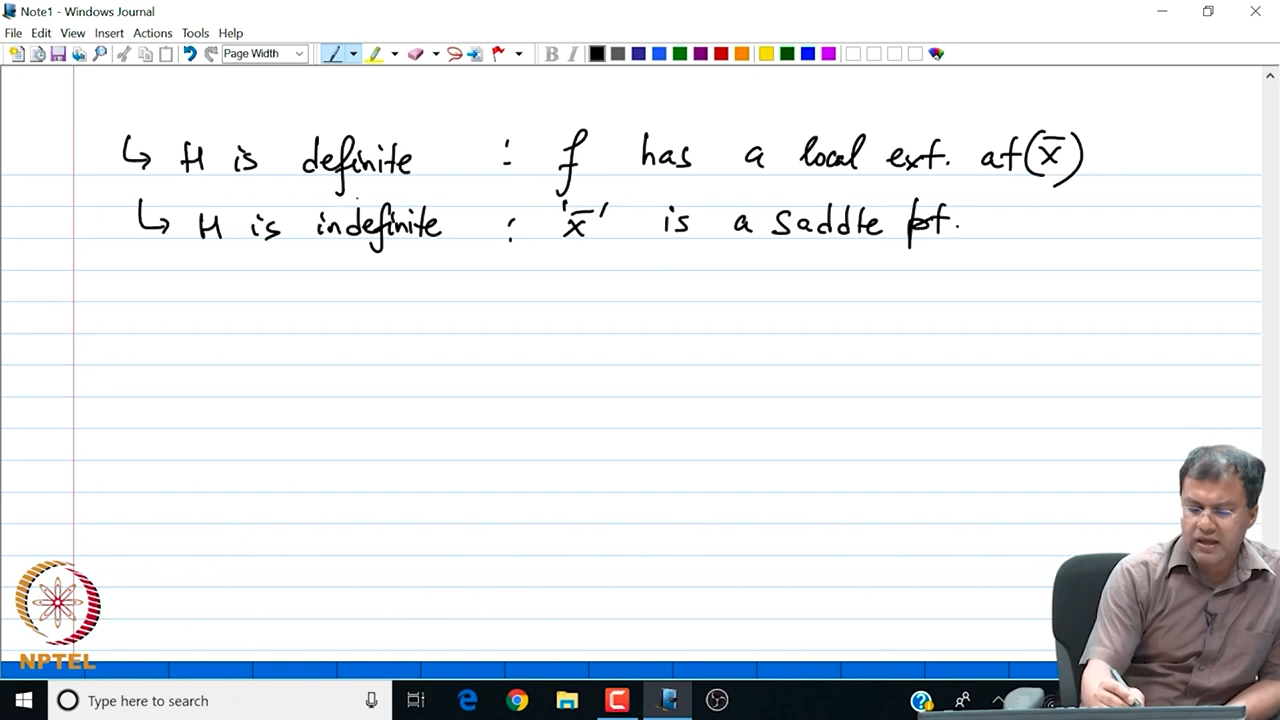 Note1 - Windows Journal
File Edit View Insert Actions Tools Help
Page Width B I
↳ H is definite : f has a local ext. at (x̄)
↳ H is indefinite : 'x̄' is a saddle pt.
NPTEL
Type here to search